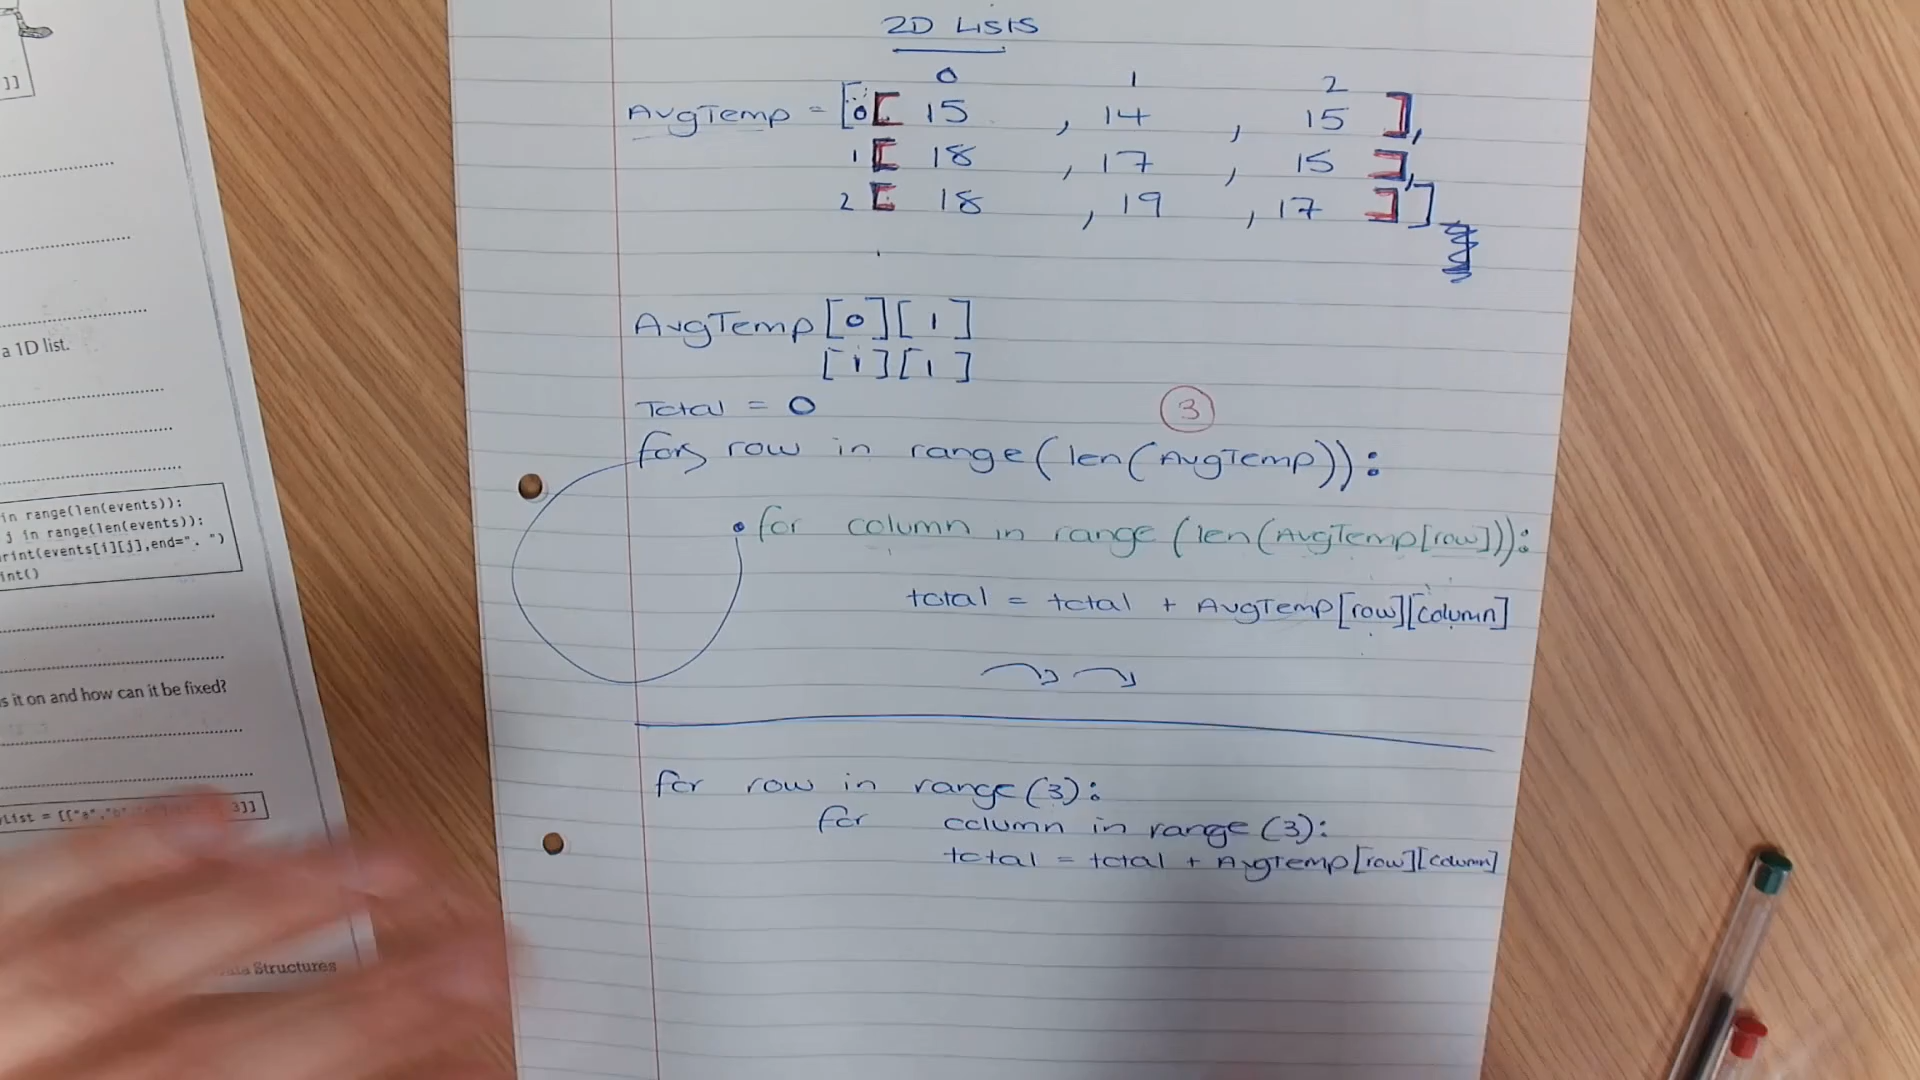 ]]
a 1D list.
in range(len(events)):
j in range(len(events)):
rint(events[i][j],end=". ")
int()
s it on and how can it be fixed?
3]]
Structures
2D LISTS
0 1 2
AvgTemp = [0[ 15 , 14 , 15 ],
1[ 18 , 17 , 15 ],
2[ 18 , 19 , 17 ]]
AvgTemp[0][1]
[1][1]
Total = 0
3
for row in range(len(AvgTemp)):
for column in range(len(AvgTemp[row])):
total = total + AvgTemp[row][column]
for row in range(3):
for column in range(3):
total = total + AvgTemp[row][column]